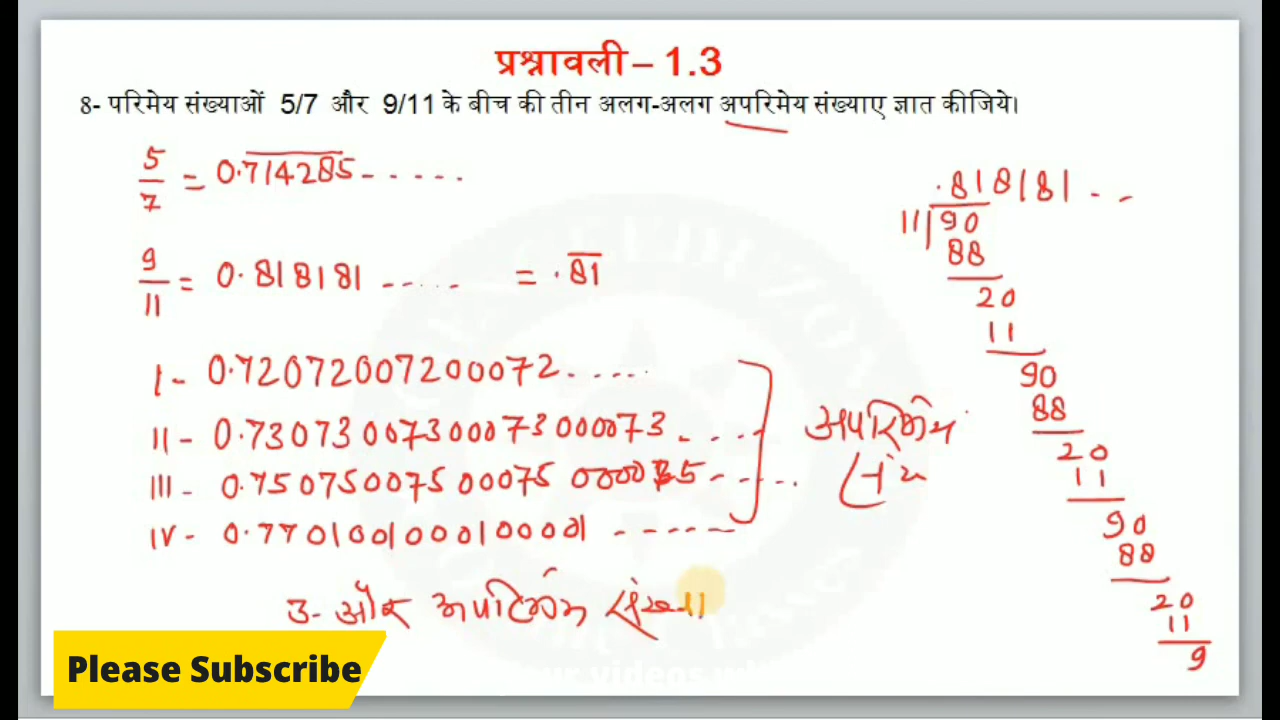 प्रश्नावली – 1.3
8- परिमेय संख्याओं 5/7 और 9/11 के बीच की तीन अलग-अलग अपरिमेय संख्याए ज्ञात कीजिये।
5/7 = 0.714285 - - - - - -
9/11 = 0.818181 ...... = .81
I - 0.72072007200072......
II - 0.73073007300073000073. . . . .
III - 0.75075007500075000075- - - - - .
IV - 0.7701001000100001 - - - - - -
अपरिमेय
3- और अपरिमेय संख्या
.818181 . . -
11 90
88
20
11
90
88
20
11
90
88
20
11
9
Please Subscribe